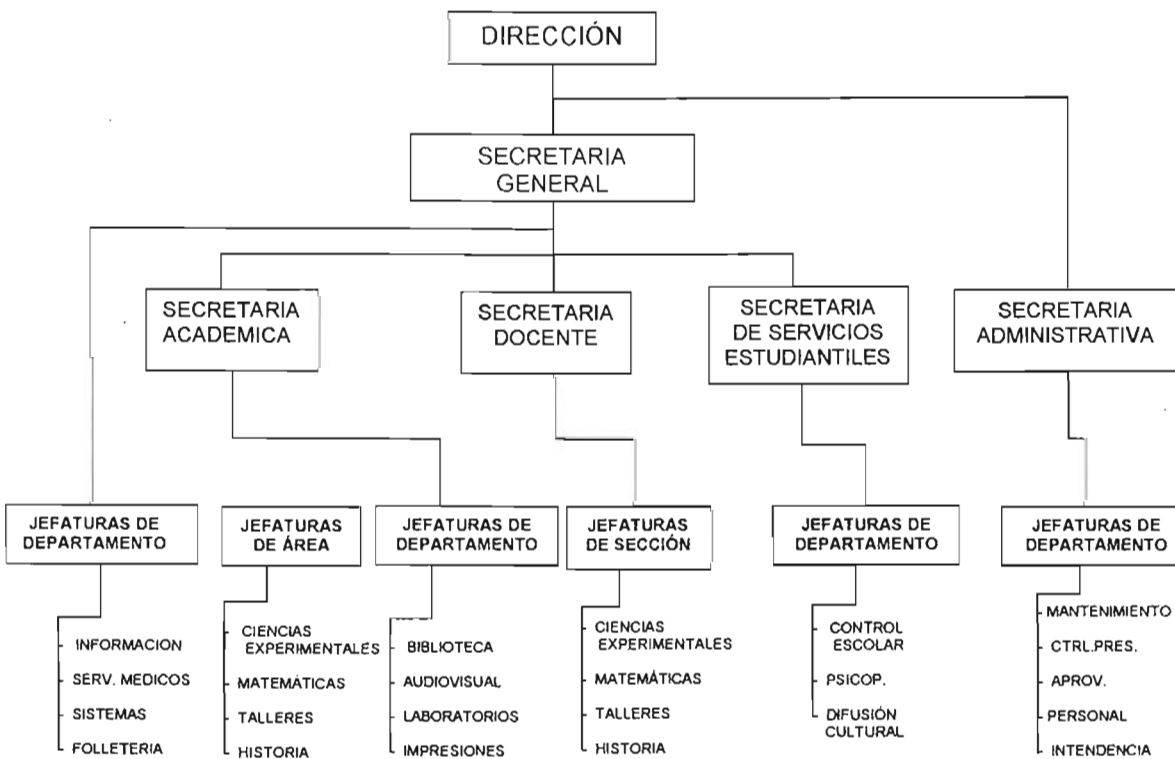 DIRECCIÓN
SECRETARIA
GENERAL
SECRETARIA
ACADEMICA
SECRETARIA
DOCENTE
SECRETARIA
DE SERVICIOS
ESTUDIANTILES
SECRETARIA
ADMINISTRATIVA
JEFATURAS DE
DEPARTAMENTO
INFORMACION
SERV. MEDICOS
SISTEMAS
FOLLETERIA
JEFATURAS
DE ÁREA
CIENCIAS
EXPERIMENTALES
MATEMÁTICAS
TALLERES
HISTORIA
JEFATURAS DE
DEPARTAMENTO
BIBLIOTECA
AUDIOVISUAL
LABORATORIOS
IMPRESIONES
JEFATURAS
DE SECCIÓN
CIENCIAS
EXPERIMENTALES
MATEMÁTICAS
TALLERES
HISTORIA
JEFATURAS DE
DEPARTAMENTO
CONTROL
ESCOLAR
PSICOP.
DIFUSIÓN
CULTURAL
JEFATURAS DE
DEPARTAMENTO
MANTENIMIENTO
CTRL.PRES.
APROV.
PERSONAL
INTENDENCIA